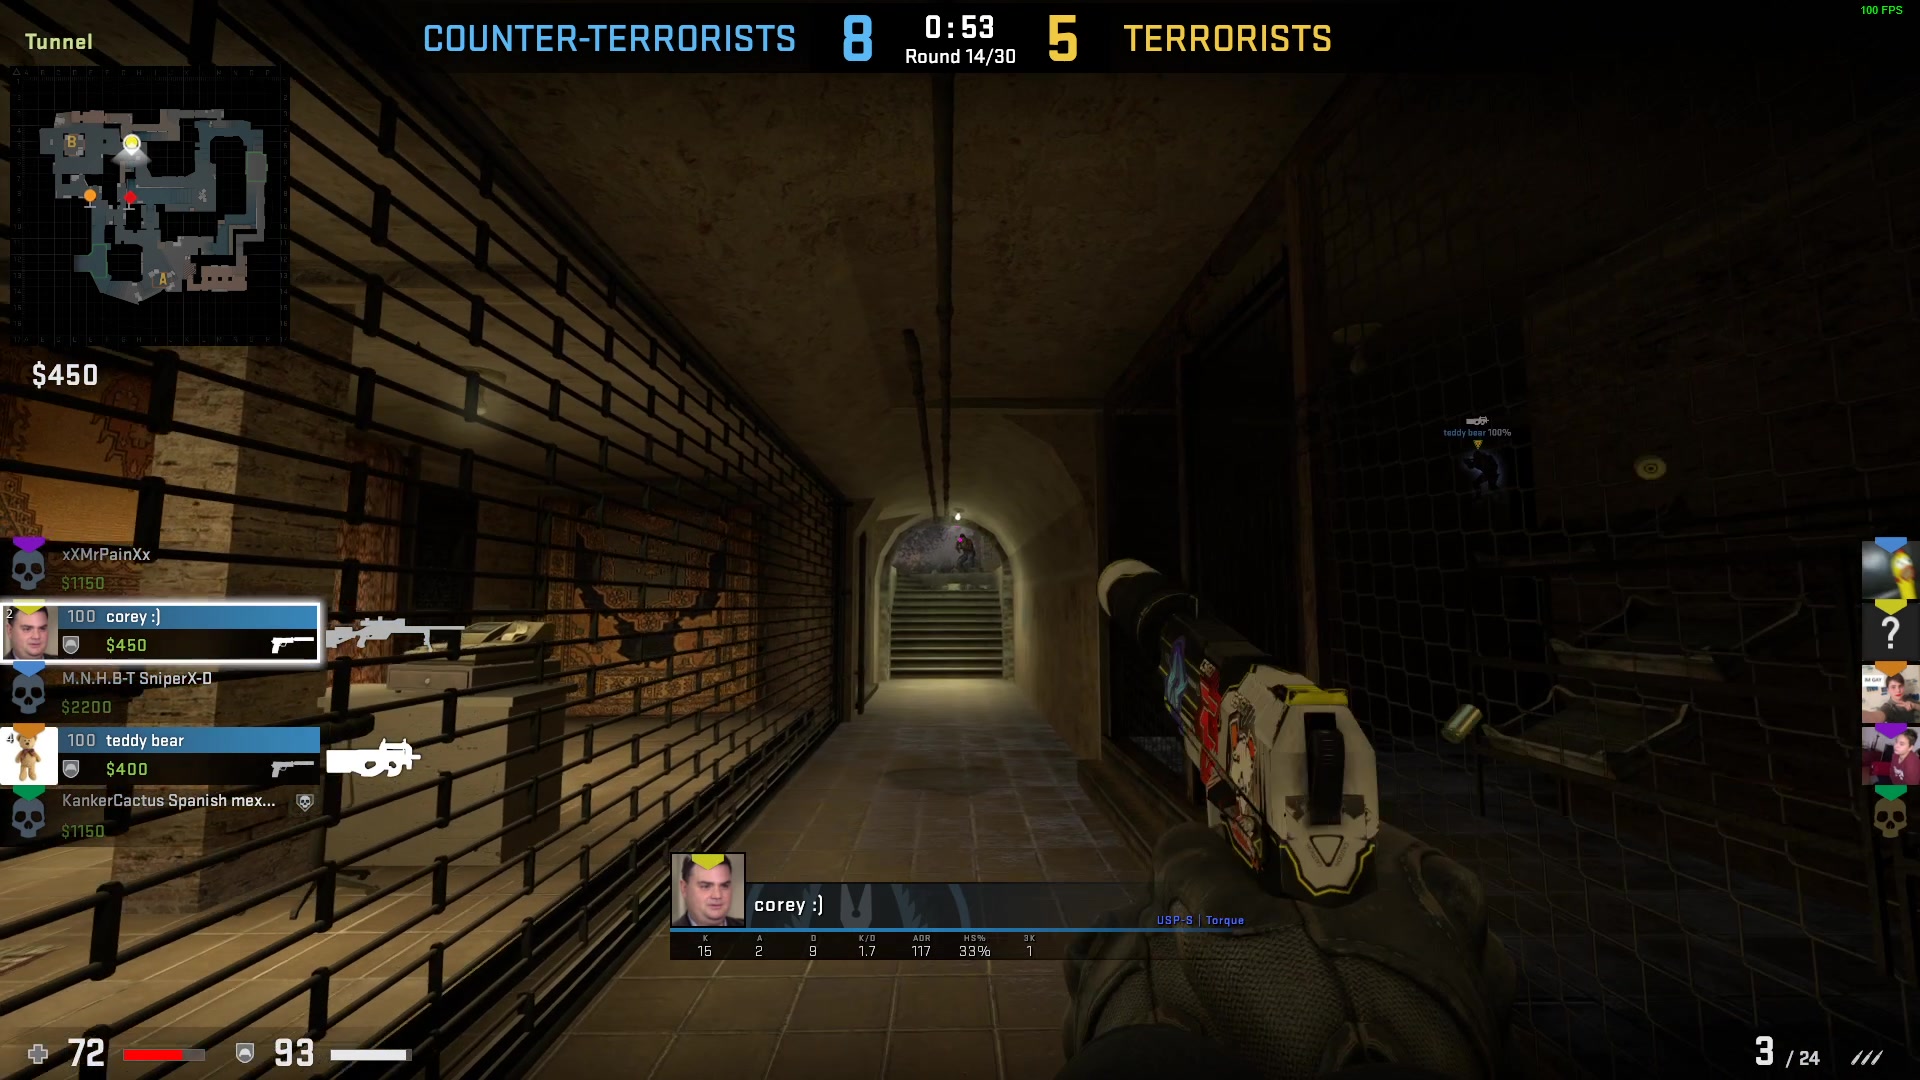 100 FPS
Tunnel
COUNTER-TERRORISTS 8 0:53 5 TERRORISTS
Round 14/30
B
A
$450
teddy bear 100%
xXMrPainXx
$1150
2 100 corey :)
$450
M.N.H.B-T SniperX-D
$2200
4 100 teddy bear
$400
KankerCactus Spanish mex...
$1150
?
corey :)
USP-S | Torque
K A D K/D ADR HS% 3K
15 2 9 1.7 117 33% 1
72 93
3 / 24